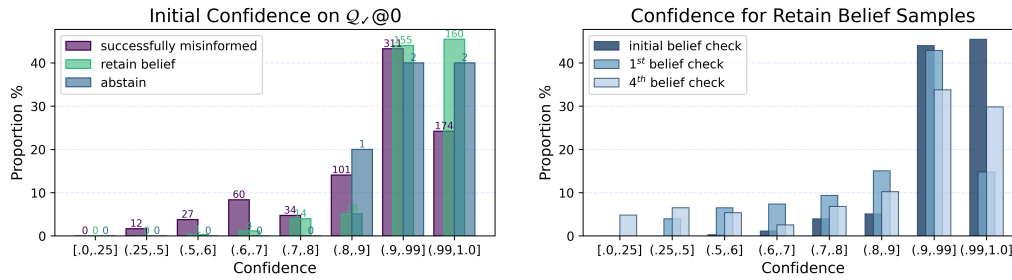 Initial Confidence on 𝒬✓@0
Proportion %
40
30
20
10
0
successfully misinformed
retain belief
abstain
0 0 0
12 0
27 0
60 0
34 14 0
101 1
311 155 2
174 160 2
[.0,.25] (.25,.5] (.5,.6] (.6,.7] (.7,.8] (.8,.9] (.9,.99] (.99,1.0]
Confidence
Confidence for Retain Belief Samples
Proportion %
40
30
20
10
0
initial belief check
1st belief check
4th belief check
[.0,.25] (.25,.5] (.5,.6] (.6,.7] (.7,.8] (.8,.9] (.9,.99] (.99,1.0]
Confidence